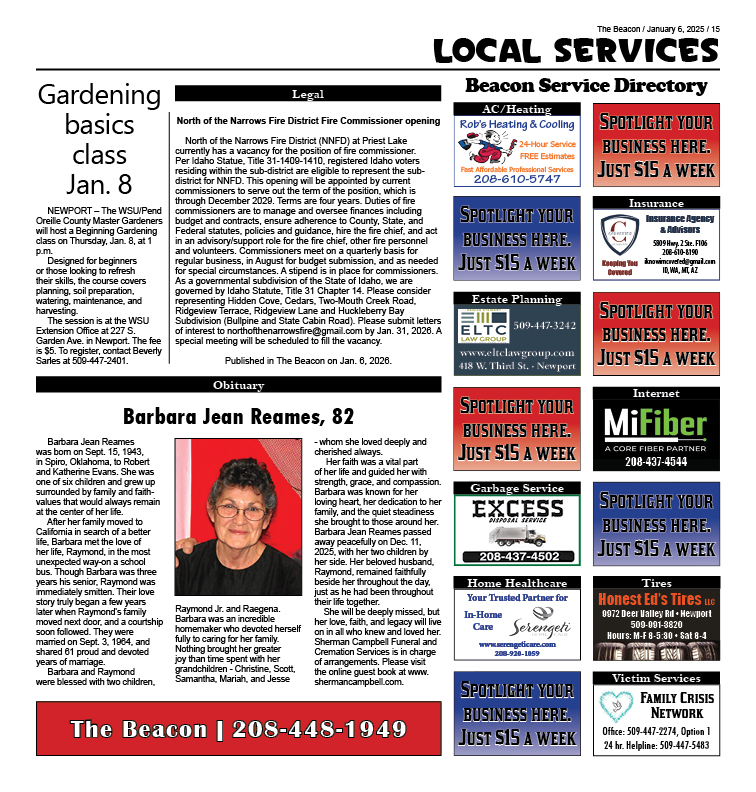 The Beacon / January 6, 2025 / 15
LOCAL SERVICES
Gardening
basics
class
Jan. 8
NEWPORT – The WSU/Pend
Oreille County Master Gardeners
will host a Beginning Gardening
class on Thursday, Jan. 8, at 1
p.m.
Designed for beginners
or those looking to refresh
their skills, the course covers
planning, soil preparation,
watering, maintenance, and
harvesting.
The session is at the WSU
Extension Office at 227 S.
Garden Ave. in Newport. The fee
is $5. To register, contact Beverly
Sarles at 509-447-2401.
Legal
North of the Narrows Fire District Fire Commissioner opening
North of the Narrows Fire District (NNFD) at Priest Lake
currently has a vacancy for the position of fire commissioner.
Per Idaho Statue, Title 31-1409-1410, registered Idaho voters
residing within the sub-district are eligible to represent the sub-
district for NNFD. This opening will be appointed by current
commissioners to serve out the term of the position, which is
through December 2029. Terms are four years. Duties of fire
commissioners are to manage and oversee finances including
budget and contracts, ensure adherence to County, State, and
Federal statutes, policies and guidance, hire the fire chief, and act
in an advisory/support role for the fire chief, other fire personnel
and volunteers. Commissioners meet on a quarterly basis for
regular business, in August for budget submission, and as needed
for special circumstances. A stipend is in place for commissioners.
As a governmental subdivision of the State of Idaho, we are
governed by Idaho Statute, Title 31 Chapter 14. Please consider
representing Hidden Cove, Cedars, Two-Mouth Creek Road,
Ridgeview Terrace, Ridgeview Lane and Huckleberry Bay
Subdivision (Bullpine and State Cabin Road). Please submit letters
of interest to northofthenarrowsfire@gmail.com by Jan. 31, 2026. A
special meeting will be scheduled to fill the vacancy.
Published in The Beacon on Jan. 6, 2026.
Obituary
Barbara Jean Reames, 82
Barbara Jean Reames
was born on Sept. 15, 1943,
in Spiro, Oklahoma, to Robert
and Katherine Evans. She was
one of six children and grew up
surrounded by family and faith-
values that would always remain
at the center of her life.
After her family moved to
California in search of a better
life, Barbara met the love of
her life, Raymond, in the most
unexpected way-on a school
bus. Though Barbara was three
years his senior, Raymond was
immediately smitten. Their love
story truly began a few years
later when Raymond's family
moved next door, and a courtship
soon followed. They were
married on Sept. 3, 1964, and
shared 61 proud and devoted
years of marriage.
Barbara and Raymond
were blessed with two children,
Raymond Jr. and Raegena.
Barbara was an incredible
homemaker who devoted herself
fully to caring for her family.
Nothing brought her greater
joy than time spent with her
grandchildren - Christine, Scott,
Samantha, Mariah, and Jesse
- whom she loved deeply and
cherished always.
Her faith was a vital part
of her life and guided her with
strength, grace, and compassion.
Barbara was known for her
loving heart, her dedication to her
family, and the quiet steadiness
she brought to those around her.
Barbara Jean Reames passed
away peacefully on Dec. 11,
2025, with her two children by
her side. Her beloved husband,
Raymond, remained faithfully
beside her throughout the day,
just as he had been throughout
their life together.
She will be deeply missed, but
her love, faith, and legacy will live
on in all who knew and loved her.
Sherman Campbell Funeral and
Cremation Services is in charge
of arrangements. Please visit
the online guest book at www.
shermancampbell.com.
The Beacon | 208-448-1949
Beacon Service Directory
AC/Heating
Rob's Heating & Cooling
24-Hour Service
FREE Estimates
Fast Affordable Professional Services
208-610-5747
SPOTLIGHT YOUR
BUSINESS HERE.
JUST $15 A WEEK
SPOTLIGHT YOUR
BUSINESS HERE.
JUST $15 A WEEK
Insurance
Insurance Agency
& Advisors
5809 Hwy. 2 Ste. F106
208-610-8190
Keeping You
Covered
iknowimcovered@gmail.com
ID, WA, MT, AZ
Estate Planning
ELTC
LAW GROUP
509-447-3242
www.eltclawgroup.com
418 W. Third St. - Newport
SPOTLIGHT YOUR
BUSINESS HERE.
JUST $15 A WEEK
SPOTLIGHT YOUR
BUSINESS HERE.
JUST $15 A WEEK
Internet
MiFiber
A CORE FIBER PARTNER
208-437-4544
Garbage Service
EXCESS
DISPOSAL SERVICE
208-437-4502
SPOTLIGHT YOUR
BUSINESS HERE.
JUST $15 A WEEK
Home Healthcare
Your Trusted Partner for
In-Home
Care
Serengeti
www.serengeticare.com
208-920-1059
Tires
Honest Ed's Tires LLC
9972 Deer Valley Rd • Newport
509-991-3820
Hours: M-F 8-5:30 • Sat 8-4
SPOTLIGHT YOUR
BUSINESS HERE.
JUST $15 A WEEK
Victim Services
FAMILY CRISIS
NETWORK
Office: 509-447-2274, Option 1
24 hr. Helpline: 509-447-5483